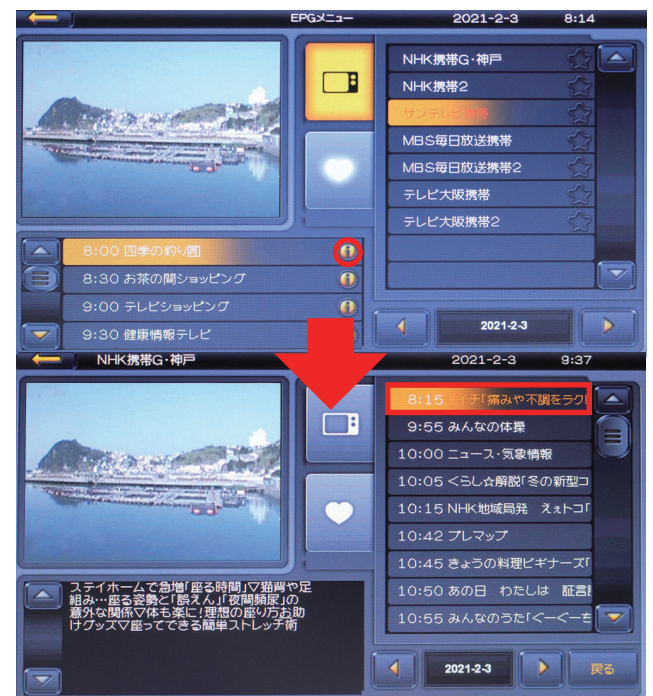 EPGメニュー 2021-2-3 8:14
NHK携帯G・神戸
NHK携帯2
サンテレビ携帯
MBS毎日放送携帯
MBS毎日放送携帯2
テレビ大阪携帯
テレビ大阪携帯2
8:00 四季の釣り
8:30 お茶の間ショッピング
9:00 テレビショッピング
9:30 健康情報テレビ
2021-2-3
NHK携帯G・神戸 2021-2-3 9:37
8:15 イチ「痛みや不調をラク
9:55 みんなの体操
10:00 ニュース・気象情報
10:05 くらし☆解説「冬の新型コ
10:15 NHK地域局発 えぇトコ「
10:42 プレマップ
10:45 きょうの料理ビギナーズ「
10:50 あの日 わたしは 証言
10:55 みんなのうた「ぐーぐーち
ステイホームで急増「座る時間」▽猫背や足
組み…座る姿勢と「誤えん」「夜間頻尿」の
意外な関係▽体も楽に!理想の座り方お助
けグッズ▽座ってできる簡単ストレッチ術
2021-2-3 戻る